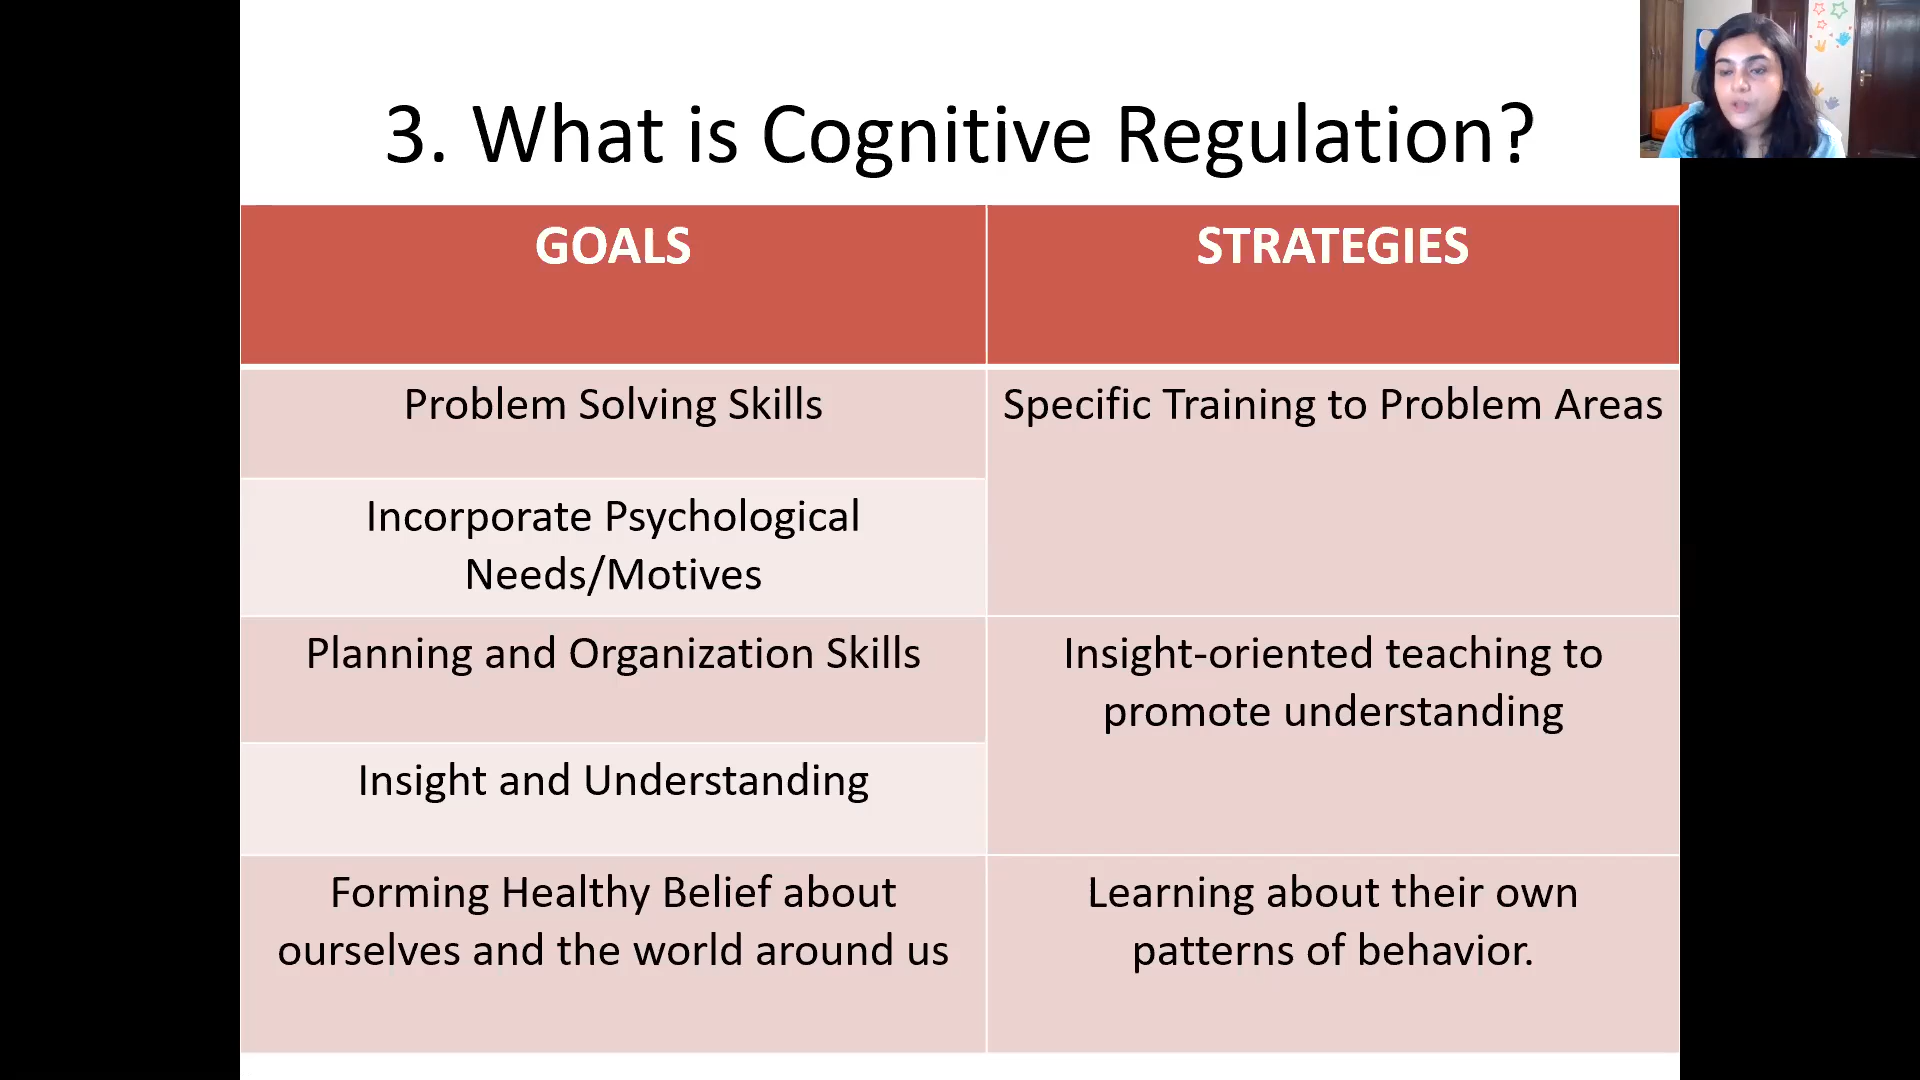 3. What is Cognitive Regulation?
GOALS
STRATEGIES
Problem Solving Skills
Specific Training to Problem Areas
Incorporate Psychological
Needs/Motives
Planning and Organization Skills
Insight-oriented teaching to
promote understanding
Insight and Understanding
Forming Healthy Belief about
ourselves and the world around us
Learning about their own
patterns of behavior.